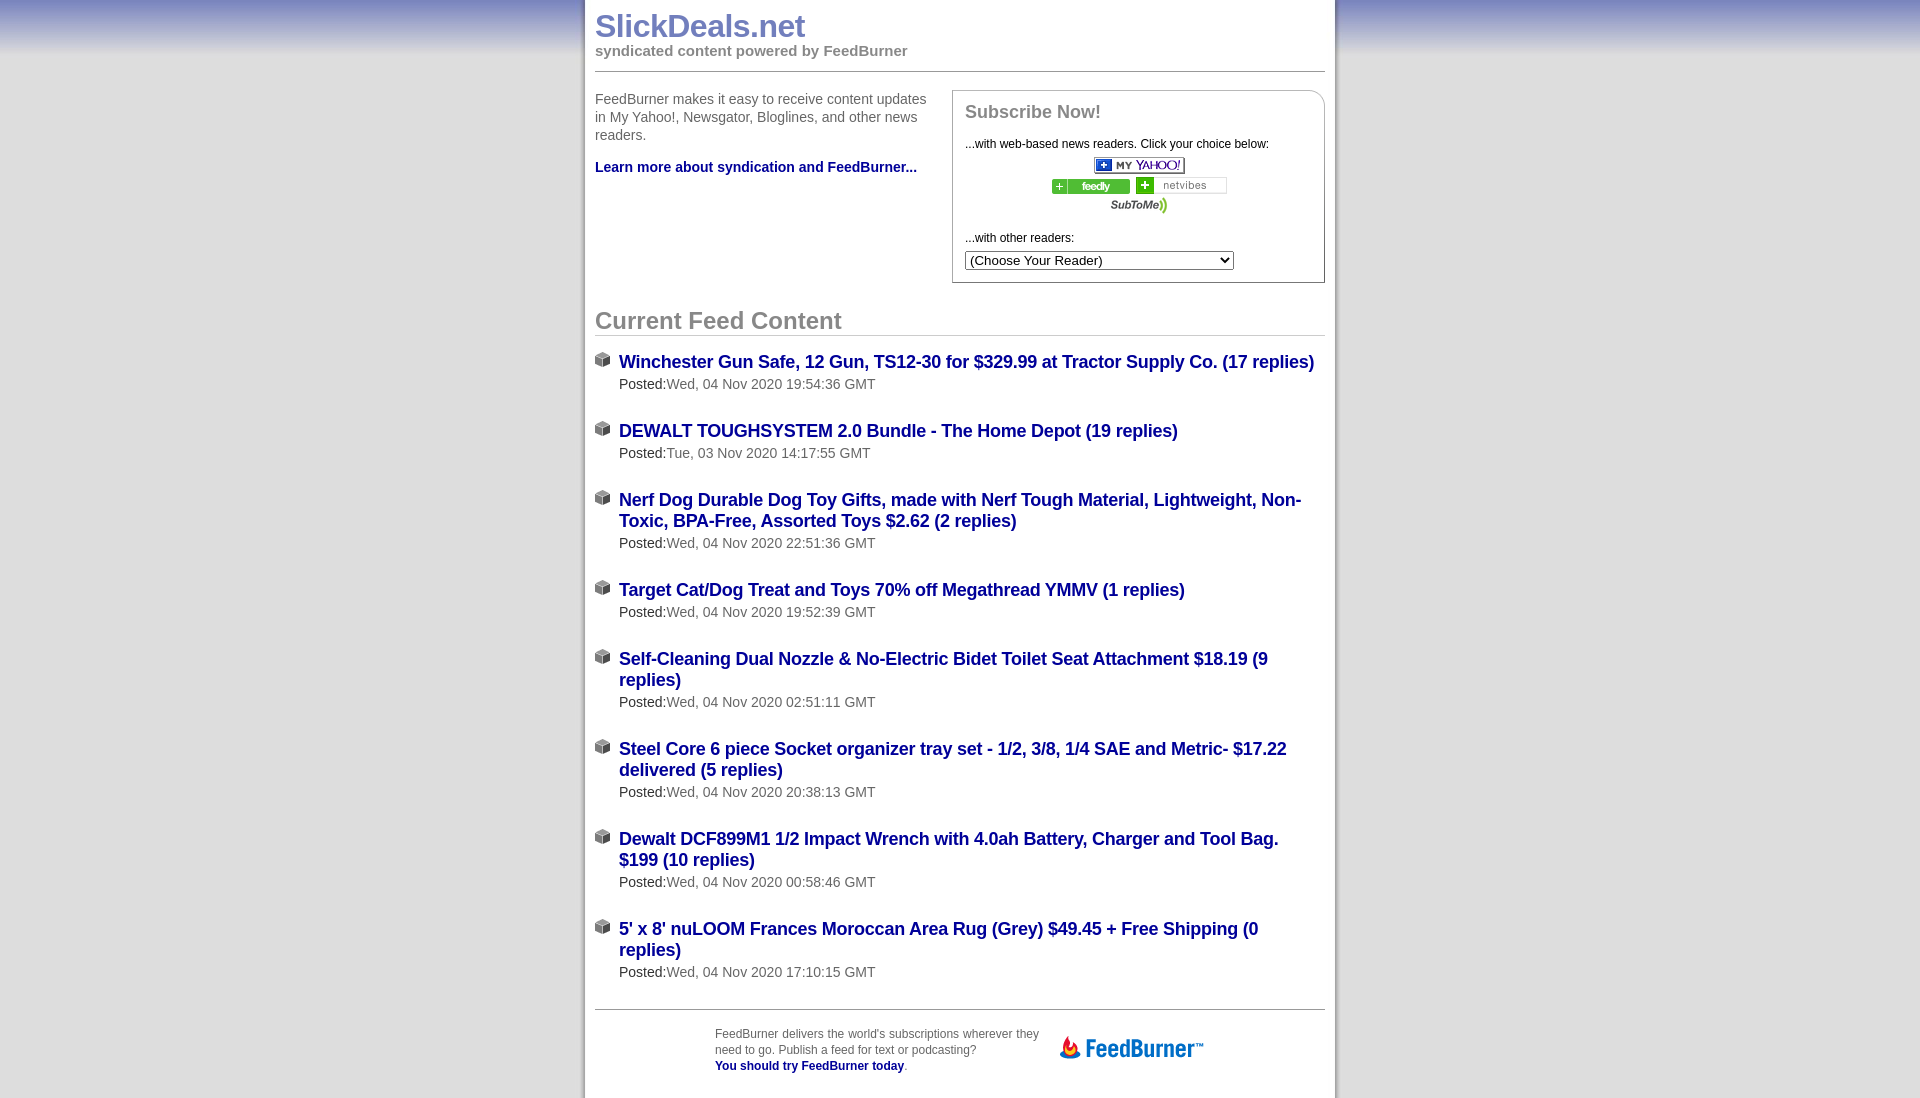 SlickDeals.net
syndicated content powered by FeedBurner
FeedBurner makes it easy to receive content updates
in My Yahoo!, Newsgator, Bloglines, and other news
readers.
Learn more about syndication and FeedBurner...
Subscribe Now!
...with web-based news readers. Click your choice below:
MY YAHOO!
feedly
netvibes
SubToMe
...with other readers:
(Choose Your Reader)
Current Feed Content
Winchester Gun Safe, 12 Gun, TS12-30 for $329.99 at Tractor Supply Co. (17 replies)
Posted:Wed, 04 Nov 2020 19:54:36 GMT
DEWALT TOUGHSYSTEM 2.0 Bundle - The Home Depot (19 replies)
Posted:Tue, 03 Nov 2020 14:17:55 GMT
Nerf Dog Durable Dog Toy Gifts, made with Nerf Tough Material, Lightweight, Non-
Toxic, BPA-Free, Assorted Toys $2.62 (2 replies)
Posted:Wed, 04 Nov 2020 22:51:36 GMT
Target Cat/Dog Treat and Toys 70% off Megathread YMMV (1 replies)
Posted:Wed, 04 Nov 2020 19:52:39 GMT
Self-Cleaning Dual Nozzle & No-Electric Bidet Toilet Seat Attachment $18.19 (9
replies)
Posted:Wed, 04 Nov 2020 02:51:11 GMT
Steel Core 6 piece Socket organizer tray set - 1/2, 3/8, 1/4 SAE and Metric- $17.22
delivered (5 replies)
Posted:Wed, 04 Nov 2020 20:38:13 GMT
Dewalt DCF899M1 1/2 Impact Wrench with 4.0ah Battery, Charger and Tool Bag.
$199 (10 replies)
Posted:Wed, 04 Nov 2020 00:58:46 GMT
5' x 8' nuLOOM Frances Moroccan Area Rug (Grey) $49.45 + Free Shipping (0
replies)
Posted:Wed, 04 Nov 2020 17:10:15 GMT
FeedBurner delivers the world's subscriptions wherever they
need to go. Publish a feed for text or podcasting?
You should try FeedBurner today.
FeedBurner™